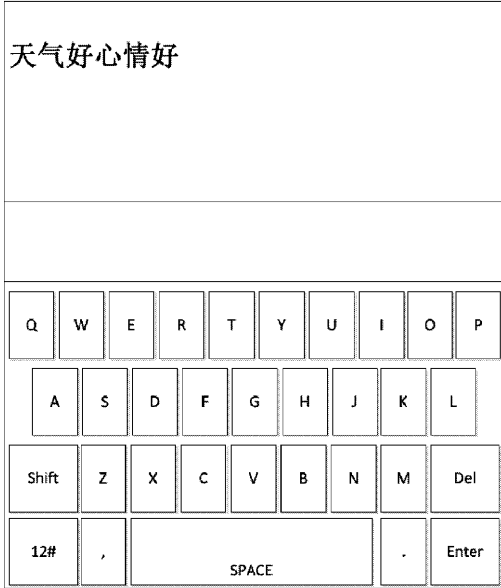 天气好心情好
Q W E R T Y U I O P
A S D F G H J K L
Shift Z X C V B N M Del
12# , SPACE . Enter